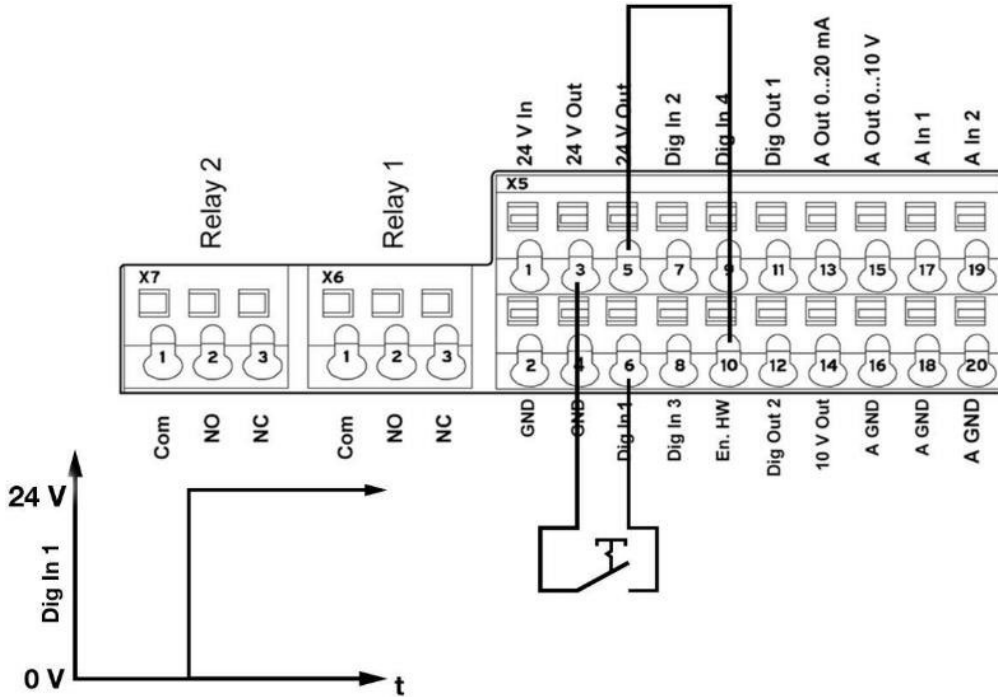 24 V In
24 V Out
24 V Out
Dig In 2
Dig In 4
Dig Out 1
A Out 0...20 mA
A Out 0...10 V
A In 1
A In 2
Relay 2
Relay 1
X5
1 3 5 7 9 11 13 15 17 19
X7
X6
1 2 3
1 2 3
2 4 6 8 10 12 14 16 18 20
Com
NO
NC
Com
NO
NC
GND
GND
Dig In 1
Dig In 3
En. HW
Dig Out 2
10 V Out
A GND
A GND
A GND
24 V
Dig In 1
0 V
t